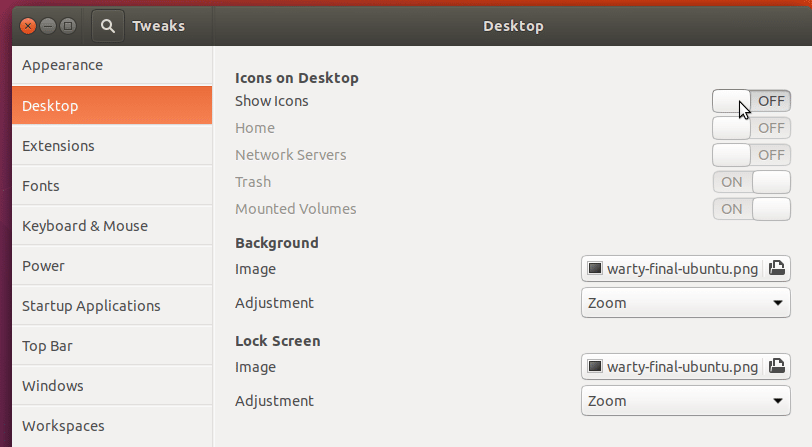 Tweaks
Desktop
Appearance
Desktop
Extensions
Fonts
Keyboard & Mouse
Power
Startup Applications
Top Bar
Windows
Workspaces
Icons on Desktop
Show Icons OFF
Home OFF
Network Servers OFF
Trash ON
Mounted Volumes ON
Background
Image warty-final-ubuntu.png
Adjustment Zoom
Lock Screen
Image warty-final-ubuntu.png
Adjustment Zoom